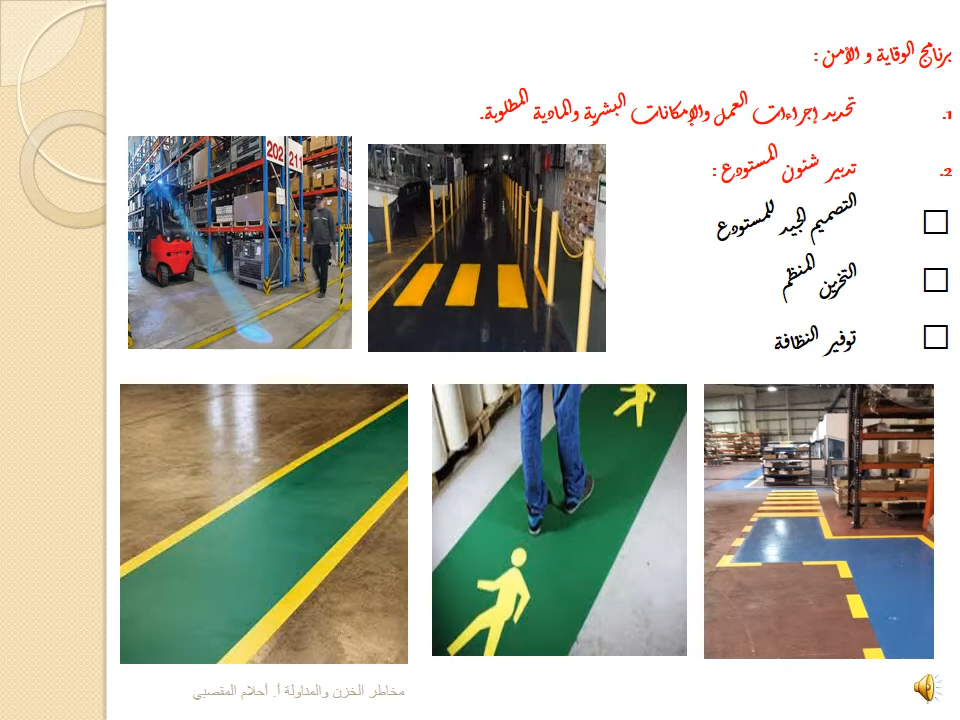 برنامج الوقاية و الأمن :
1. تحديد إجراءات العمل والإمكانات البشرية والمادية المطلوبة.
2. تدبير شئون المستودع :
التصميم الجيد للمستودع
التخزين المنظم
توفير النظافة
202
211
مخاطر الخزن والمناولة أ. أحلام المقصبي